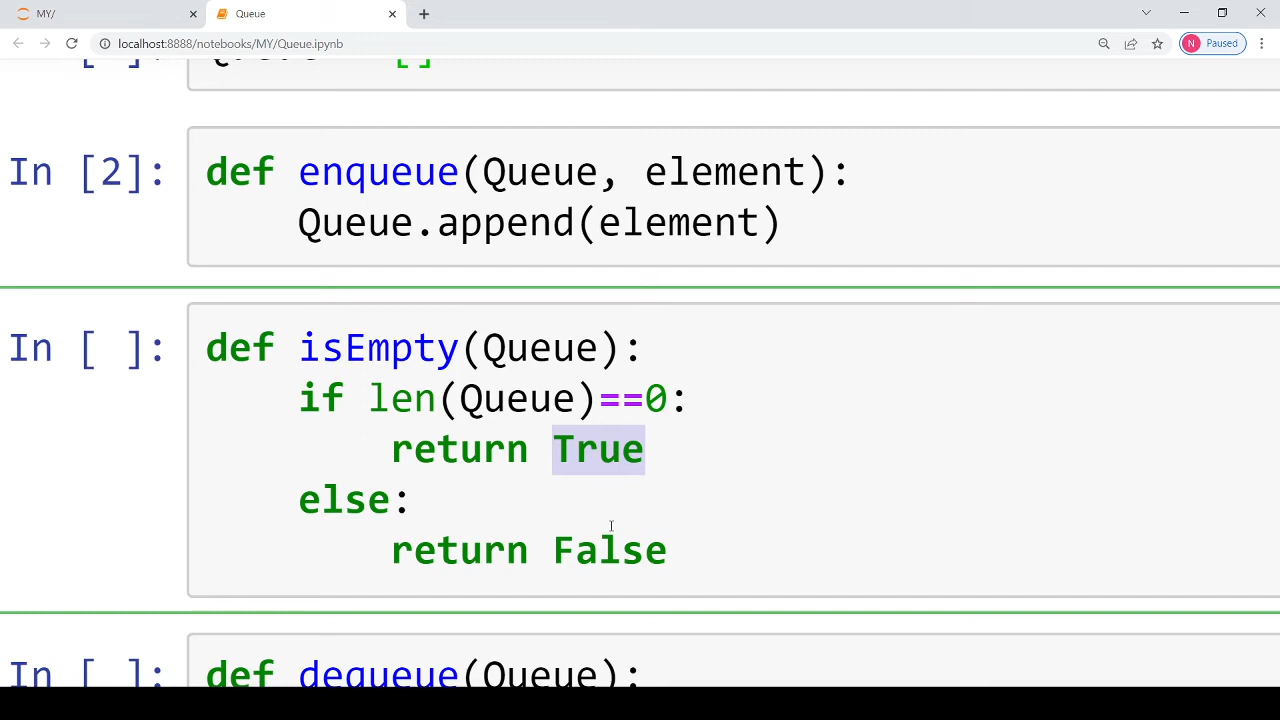 MY/
Queue
localhost:8888/notebooks/MY/Queue.ipynb
N Paused
[ ]: Queue = []
In [2]: def enqueue(Queue, element):
Queue.append(element)
In [ ]: def isEmpty(Queue):
if len(Queue)==0:
return True
else:
return False
In [ ]: def dequeue(Queue):